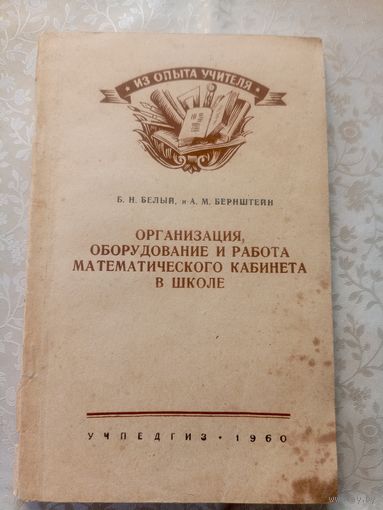 ★ ИЗ ОПЫТА УЧИТЕЛЯ ★
Б. Н. БЕЛЫЙ, и А. М. БЕРНШТЕЙН
ОРГАНИЗАЦИЯ,
ОБОРУДОВАНИЕ И РАБОТА
МАТЕМАТИЧЕСКОГО КАБИНЕТА
В ШКОЛЕ
УЧПЕДГИЗ • 1960